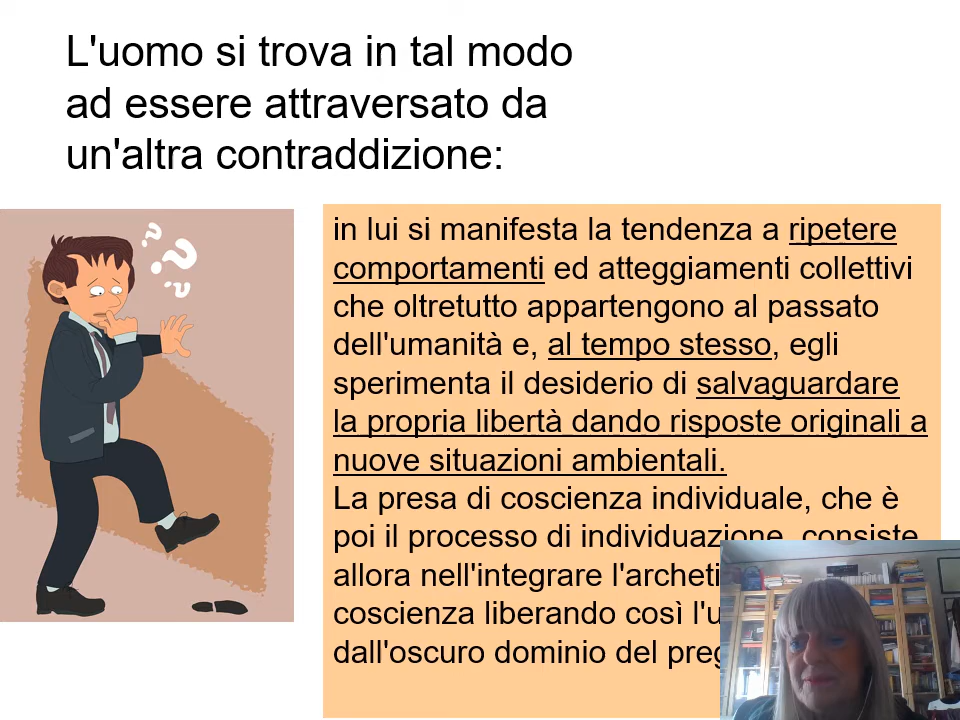 L'uomo si trova in tal modo
ad essere attraversato da
un'altra contraddizione:
in lui si manifesta la tendenza a ripetere
comportamenti ed atteggiamenti collettivi
che oltretutto appartengono al passato
dell'umanità e, al tempo stesso, egli
sperimenta il desiderio di salvaguardare
la propria libertà dando risposte originali a
nuove situazioni ambientali.
La presa di coscienza individuale, che è
poi il processo di individuazione, consiste
allora nell'integrare
coscienza liberando così
dall'oscuro dominio del